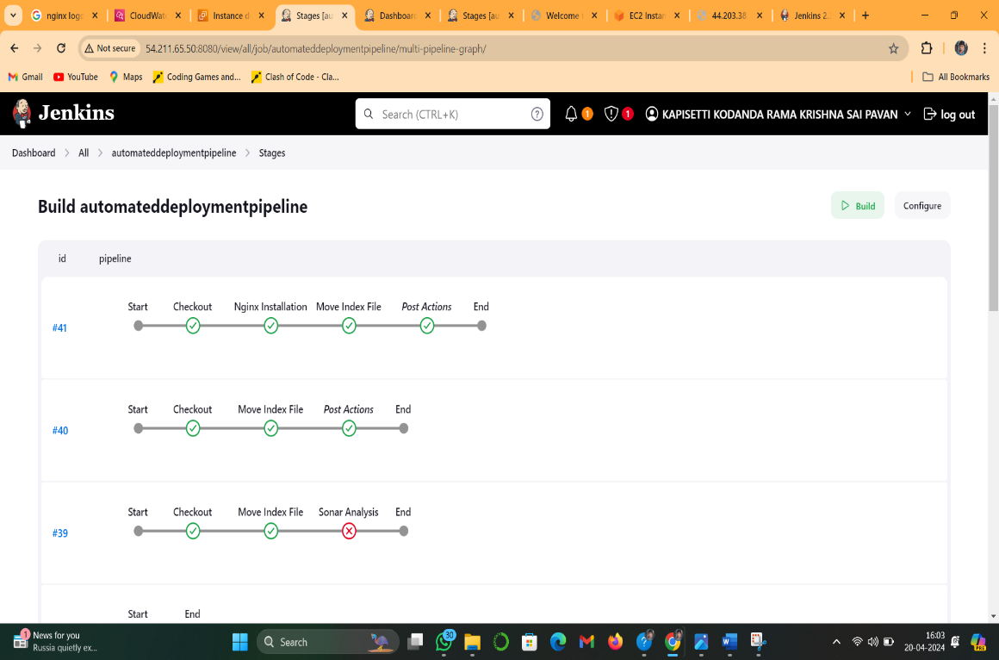 nginx logo
CloudWat
Instance d
Stages [au
Dashboard
Stages [au
Welcome
EC2 Instan
44.203.38
Jenkins 2.
Not secure
54.211.65.50:8080/view/all/job/automateddeploymentpipeline/multi-pipeline-graph/
Gmail
YouTube
Maps
Coding Games and...
Clash of Code - Cla...
All Bookmarks
Jenkins
Search (CTRL+K)
?
1
1
KAPISETTI KODANDA RAMA KRISHNA SAI PAVAN
log out
Dashboard
All
automateddeploymentpipeline
Stages
Build automateddeploymentpipeline
Build
Configure
id
pipeline
Start
Checkout
Nginx Installation
Move Index File
Post Actions
End
#41
Start
Checkout
Move Index File
Post Actions
End
#40
Start
Checkout
Move Index File
Sonar Analysis
End
#39
Start
End
1
News for you
Russia quietly ex...
Search
30
PRE
16:03
20-04-2024